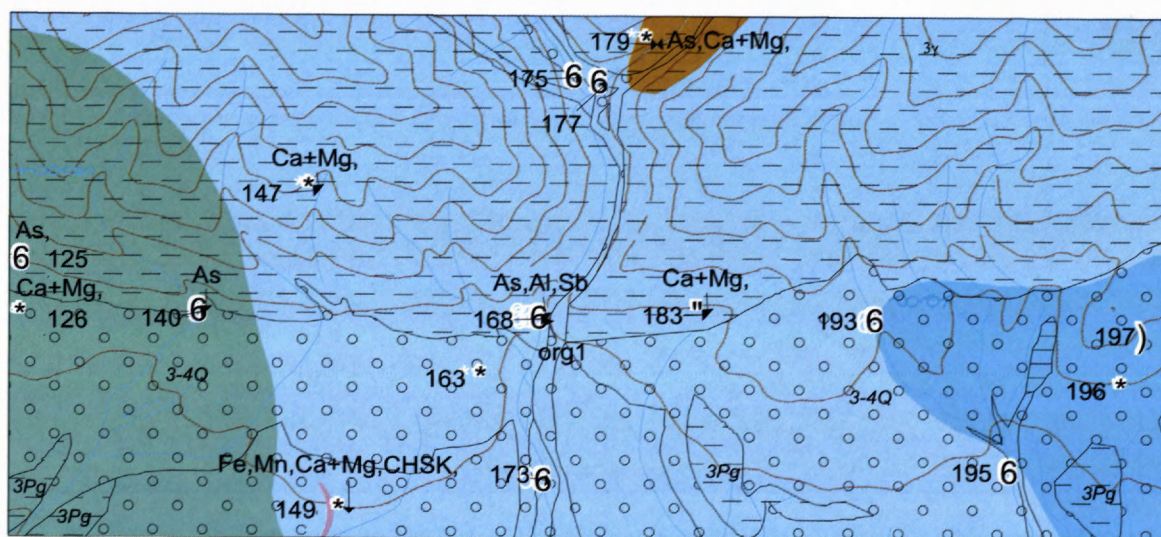 179 * As,Ca+Mg,
3γ
175 6 6
177
Ca+Mg,
147 *
As,
6 125
Ca+Mg,
* 126
As
140 6
As,Al,Sb
168 6
org1
Ca+Mg,
183 "
193 6
197 )
196 *
163 *
3-4Q
3-4Q
Fe,Mn,Ca+Mg,CHSK,
149 *
173 6
195 6
3Pg
3Pg
3Pg
3Pg